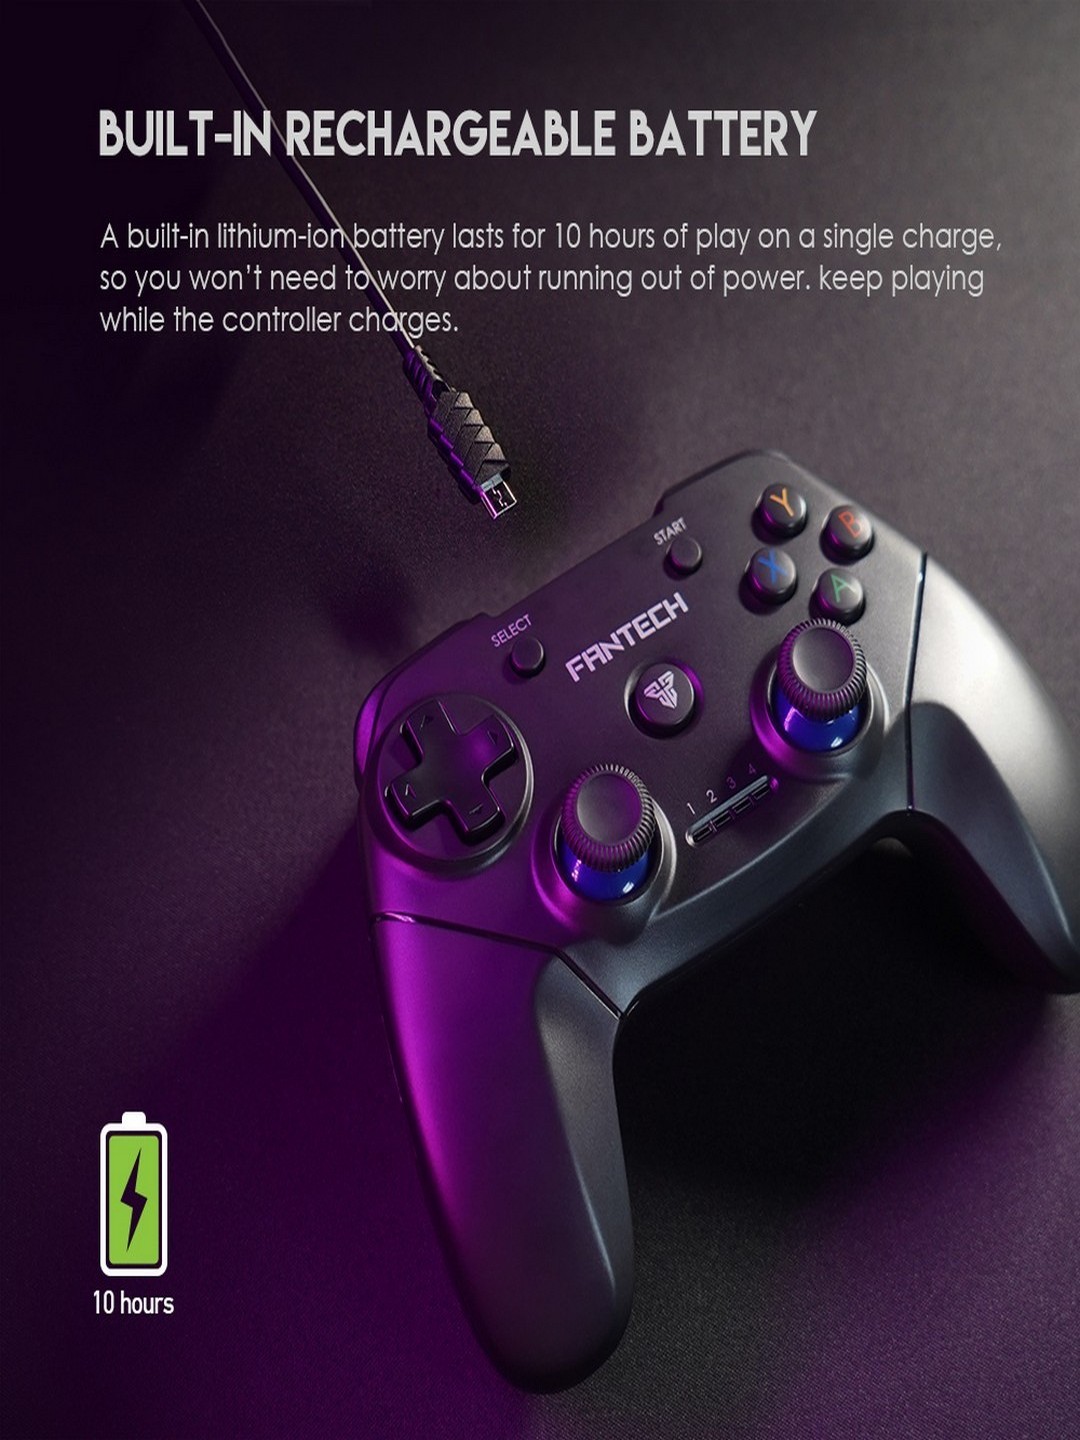 BUILT-IN RECHARGEABLE BATTERY
A built-in lithium-ion battery lasts for 10 hours of play on a single charge,
so you won't need to worry about running out of power. keep playing
while the controller charges.
START
Y
B
X
A
SELECT
FANTECH
1 2 3 4
10 hours